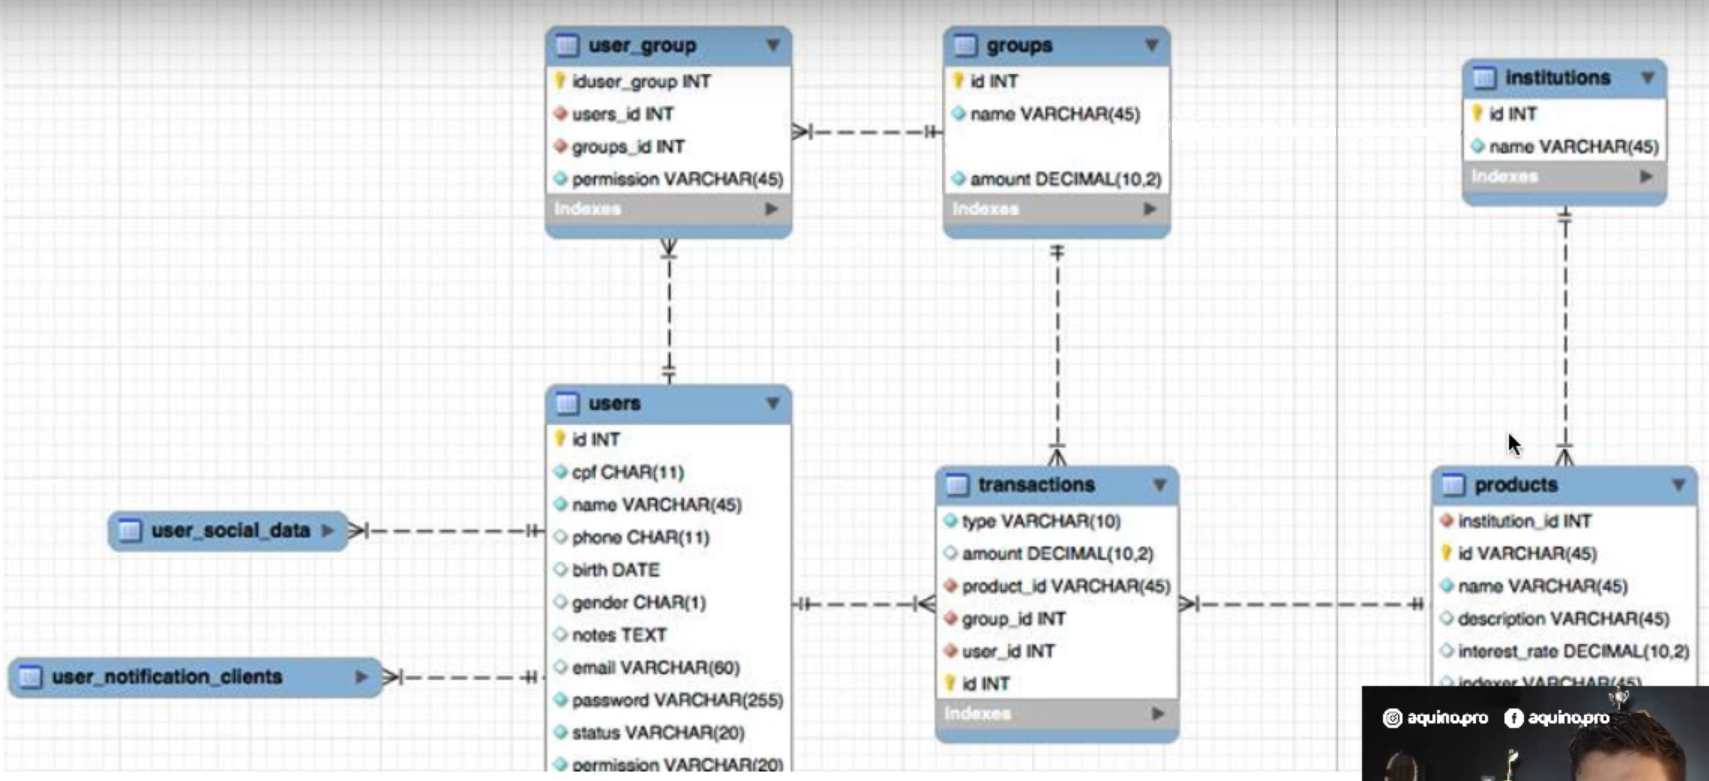 user_group
iduser_group INT
users_id INT
groups_id INT
permission VARCHAR(45)
Indexes
groups
id INT
name VARCHAR(45)
amount DECIMAL(10,2)
Indexes
institutions
id INT
name VARCHAR(45)
Indexes
users
id INT
cpf CHAR(11)
name VARCHAR(45)
phone CHAR(11)
birth DATE
gender CHAR(1)
notes TEXT
email VARCHAR(60)
password VARCHAR(255)
status VARCHAR(20)
permission VARCHAR(20)
user_social_data
user_notification_clients
transactions
type VARCHAR(10)
amount DECIMAL(10,2)
product_id VARCHAR(45)
group_id INT
user_id INT
id INT
Indexes
products
institution_id INT
id VARCHAR(45)
name VARCHAR(45)
description VARCHAR(45)
interest_rate DECIMAL(10,2)
indexer VARCHAR(45)
aquino.pro aquino.pro